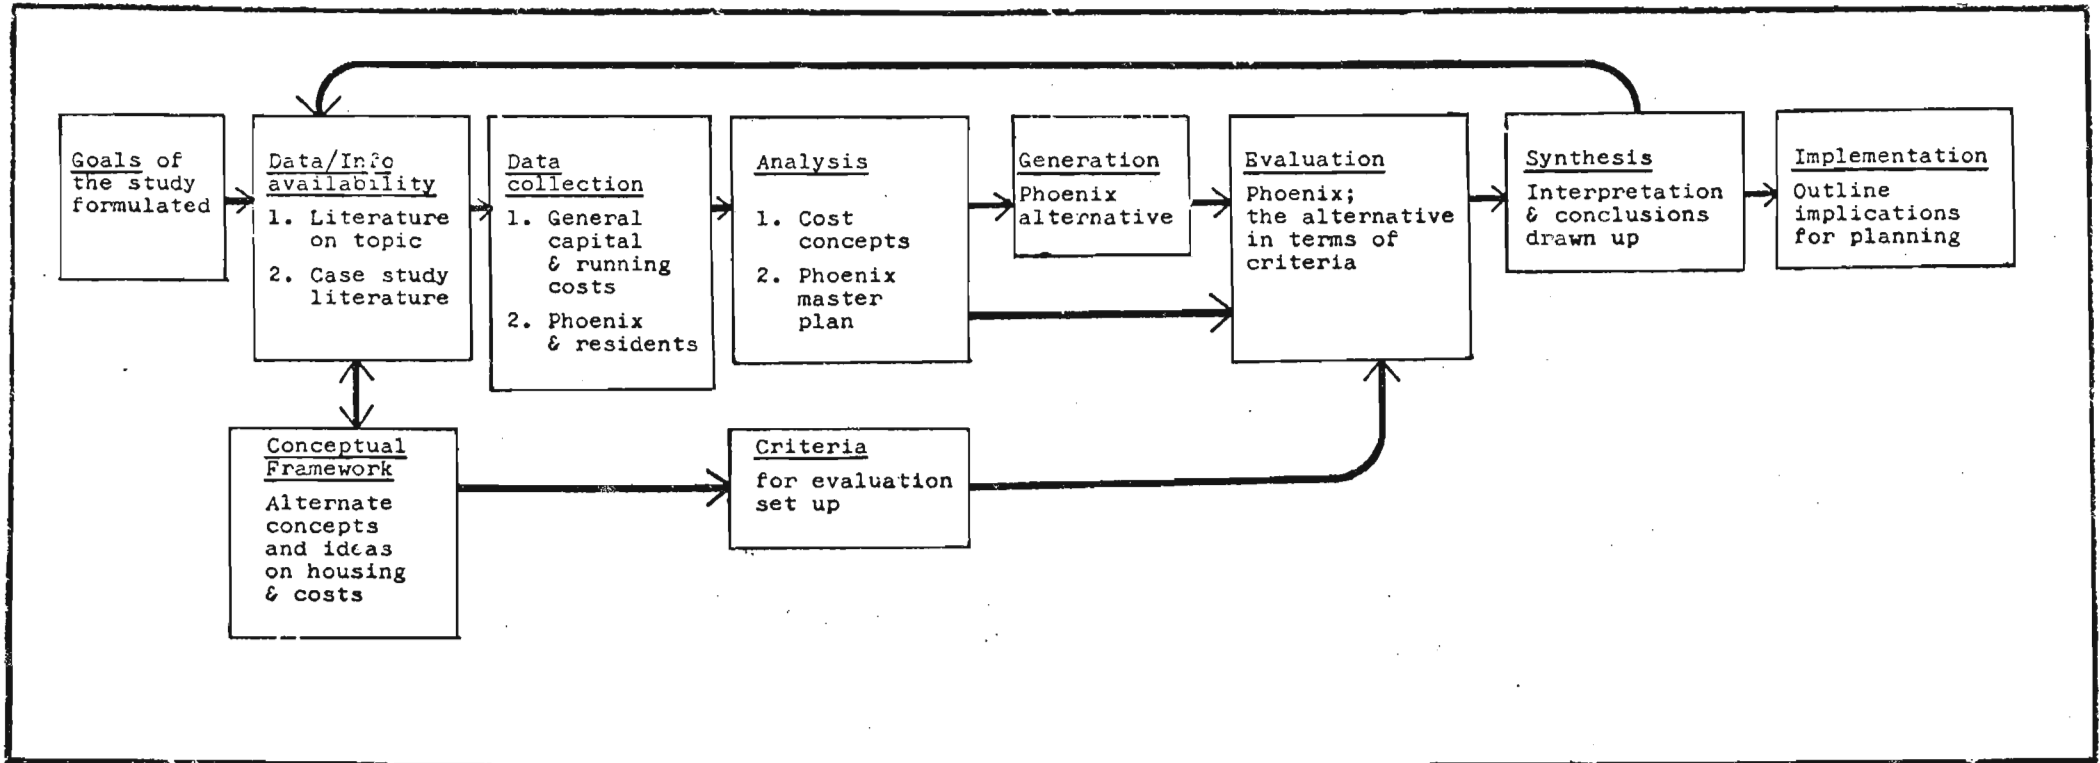 Goals of
the study
formulated
Data/Info
availability
1. Literature
on topic
2. Case study
literature
Data
collection
1. General
capital
& running
costs
2. Phoenix
& residents
Analysis
1. Cost
concepts
2. Phoenix
master
plan
Generation
Phoenix
alternative
Evaluation
Phoenix;
the alternative
in terms of
criteria
Synthesis
Interpretation
& conclusions
drawn up
Implementation
Outline
implications
for planning
Conceptual
Framework
Alternate
concepts
and ideas
on housing
& costs
Criteria
for evaluation
set up